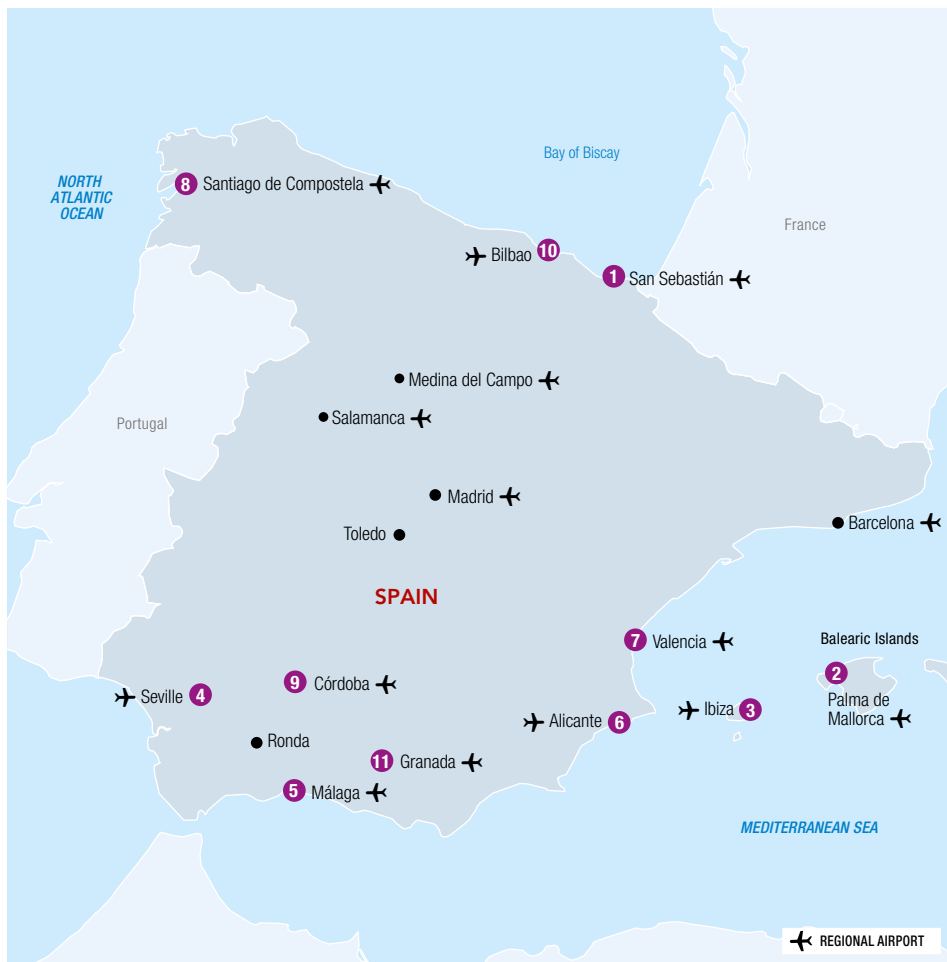 Bay of Biscay
NORTH
ATLANTIC
OCEAN
8 Santiago de Compostela
France
Bilbao 10
1 San Sebastián
Medina del Campo
Salamanca
Portugal
Madrid
Barcelona
Toledo
SPAIN
7 Valencia
Balearic Islands
2
Palma de
Mallorca
9 Córdoba
Seville 4
Ibiza 3
Alicante 6
Ronda
11 Granada
5 Málaga
MEDITERRANEAN SEA
REGIONAL AIRPORT